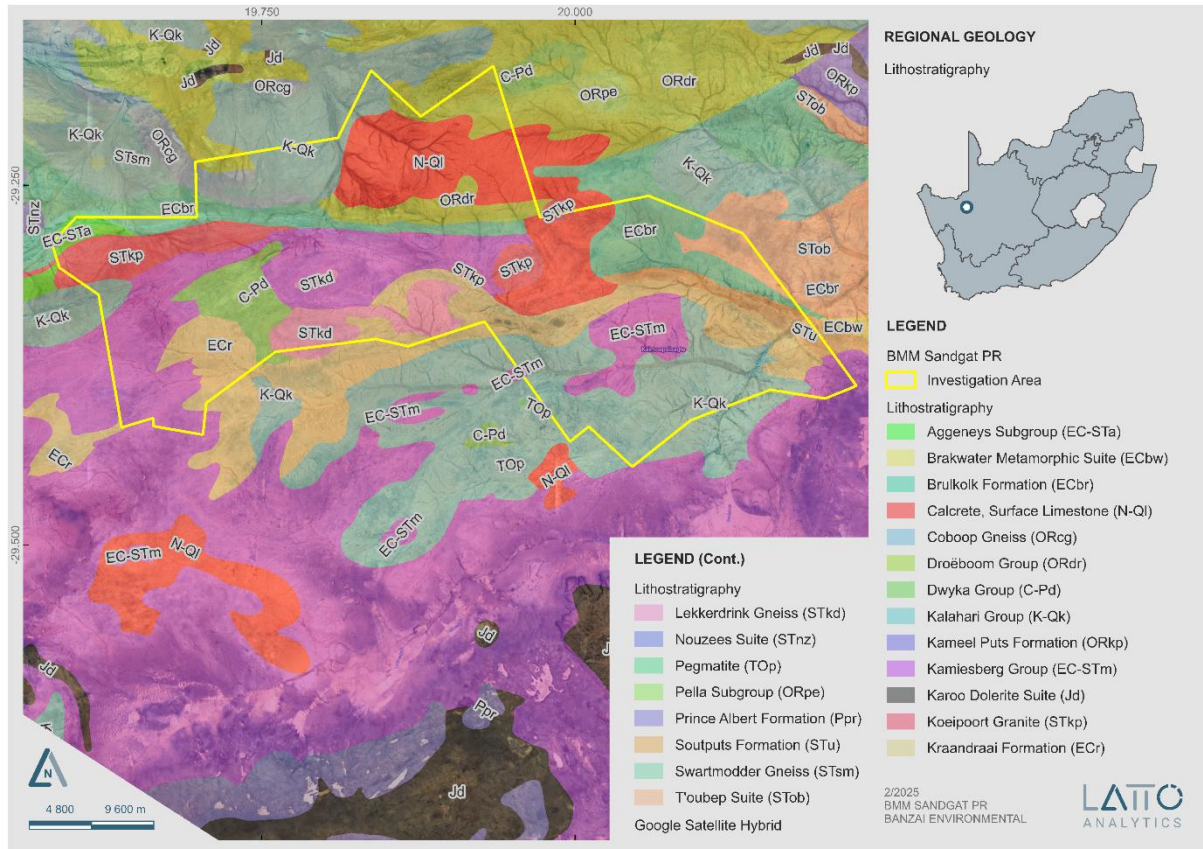 19.750
20.000
-29.250
-29.500
K-Qk
Jd
Jd
Jd
ORcg
C-Pd
ORpe
ORdr
Jd
Jd
ORkp
STob
K-Qk
ORcg
STsm
K-Qk
N-Ql
K-Qk
STnz
ECbr
ORdr
STkp
EC-STa
ECbr
STob
STkp
STkp
STkp
STkd
C-Pd
ECbr
K-Qk
STkd
ECr
EC-STm
STu
ECbw
EC-STm
K-Qk
EC-STm
TOp
K-Qk
C-Pd
ECr
TOp
N-Ql
EC-STm
EC-STm
N-Ql
Jd
Jd
Ppr
Jd
N
4 800 9 600 m
REGIONAL GEOLOGY
Lithostratigraphy
LEGEND
BMM Sandgat PR
Investigation Area
Lithostratigraphy
Aggeneys Subgroup (EC-STa)
Brakwater Metamorphic Suite (ECbw)
Brulkolk Formation (ECbr)
Calcrete, Surface Limestone (N-Ql)
Coboop Gneiss (ORcg)
Droëboom Group (ORdr)
Dwyka Group (C-Pd)
Kalahari Group (K-Qk)
Kameel Puts Formation (ORkp)
Kamiesberg Group (EC-STm)
Karoo Dolerite Suite (Jd)
Koeipoort Granite (STkp)
Kraandraai Formation (ECr)
LEGEND (Cont.)
Lithostratigraphy
Lekkerdrink Gneiss (STkd)
Nouzees Suite (STnz)
Pegmatite (TOp)
Pella Subgroup (ORpe)
Prince Albert Formation (Ppr)
Soutputs Formation (STu)
Swartmodder Gneiss (STsm)
T'oubep Suite (STob)
Google Satellite Hybrid
2/2025
BMM SANDGAT PR
BANZAI ENVIRONMENTAL
LATTO
ANALYTICS